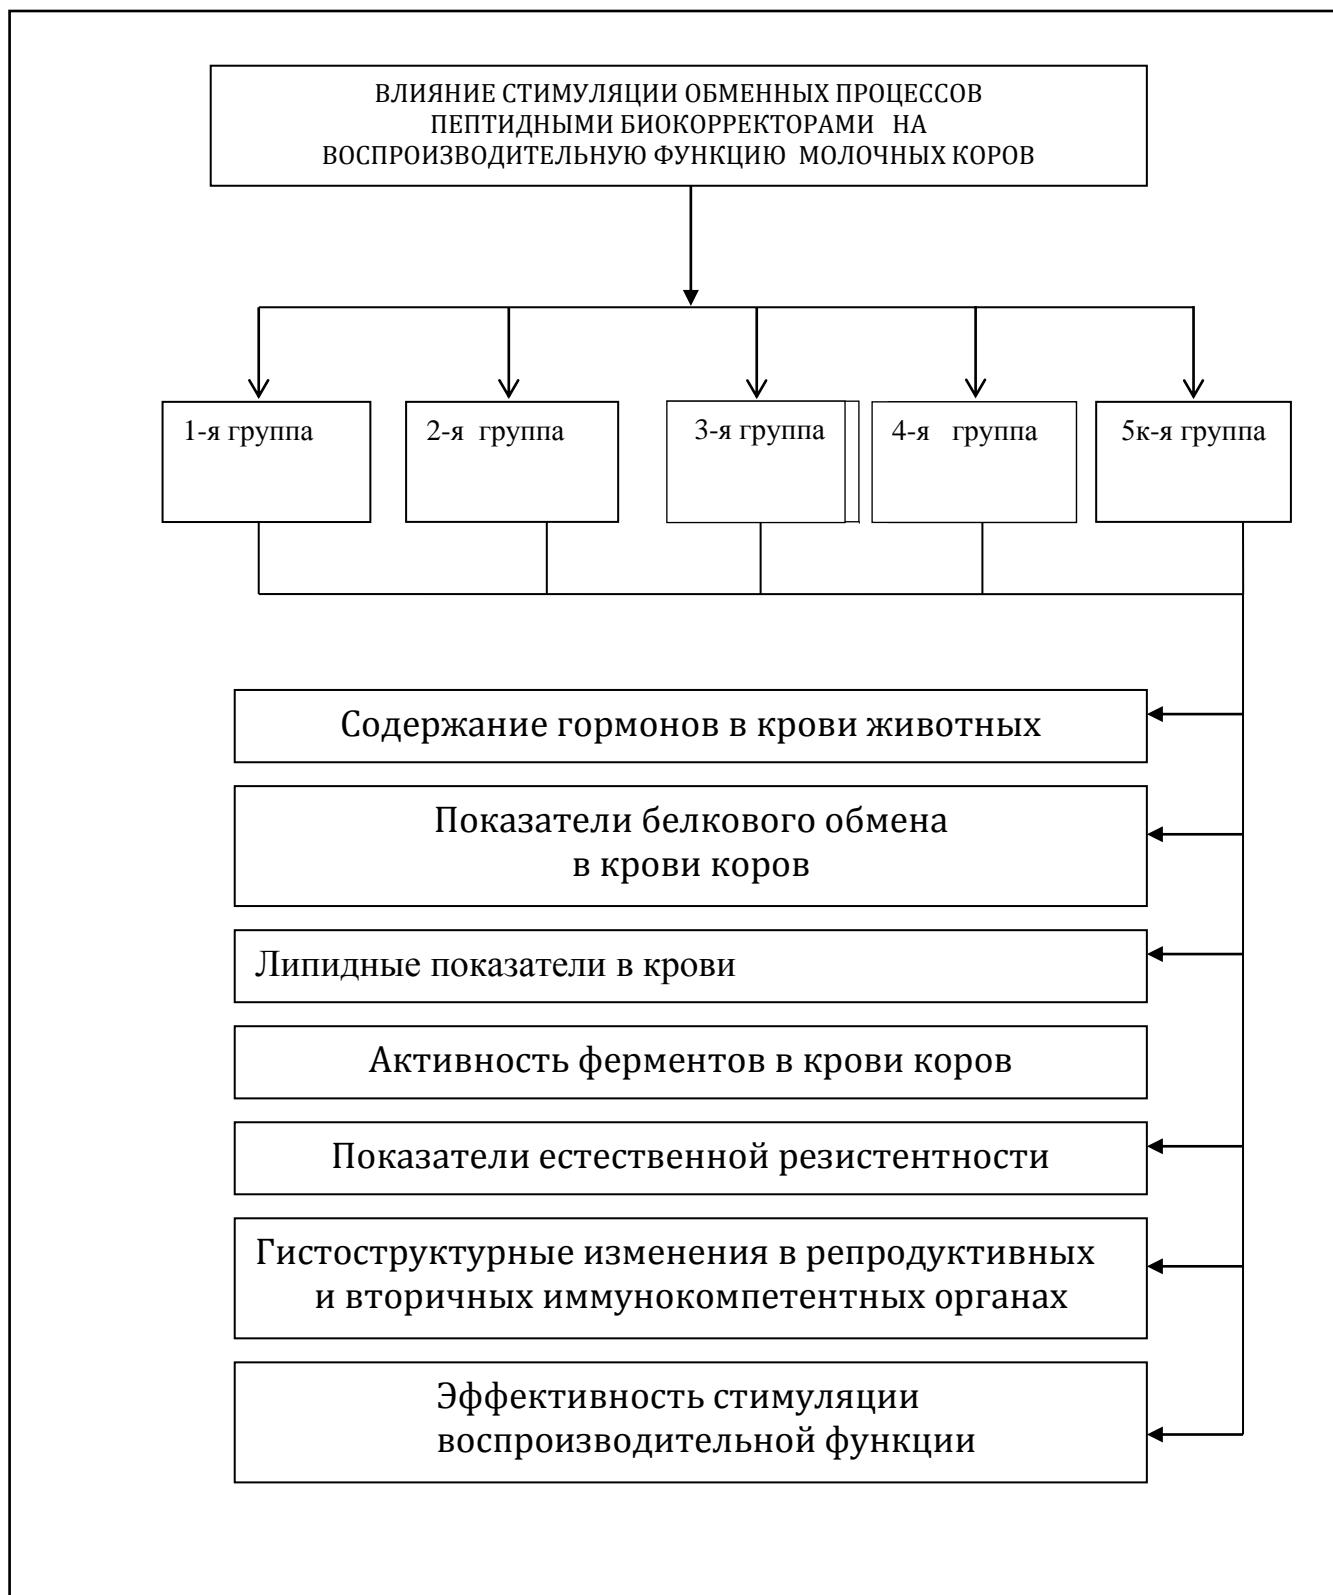 ВЛИЯНИЕ СТИМУЛЯЦИИ ОБМЕННЫХ ПРОЦЕССОВ
ПЕПТИДНЫМИ БИОКОРРЕКТОРАМИ НА
ВОСПРОИЗВОДИТЕЛЬНУЮ ФУНКЦИЮ МОЛОЧНЫХ КОРОВ
1-я группа
2-я группа
3-я группа
4-я группа
5к-я группа
Содержание гормонов в крови животных
Показатели белкового обмена
в крови коров
Липидные показатели в крови
Активность ферментов в крови коров
Показатели естественной резистентности
Гистоструктурные изменения в репродуктивных
и вторичных иммунокомпетентных органах
Эффективность стимуляции
воспроизводительной функции